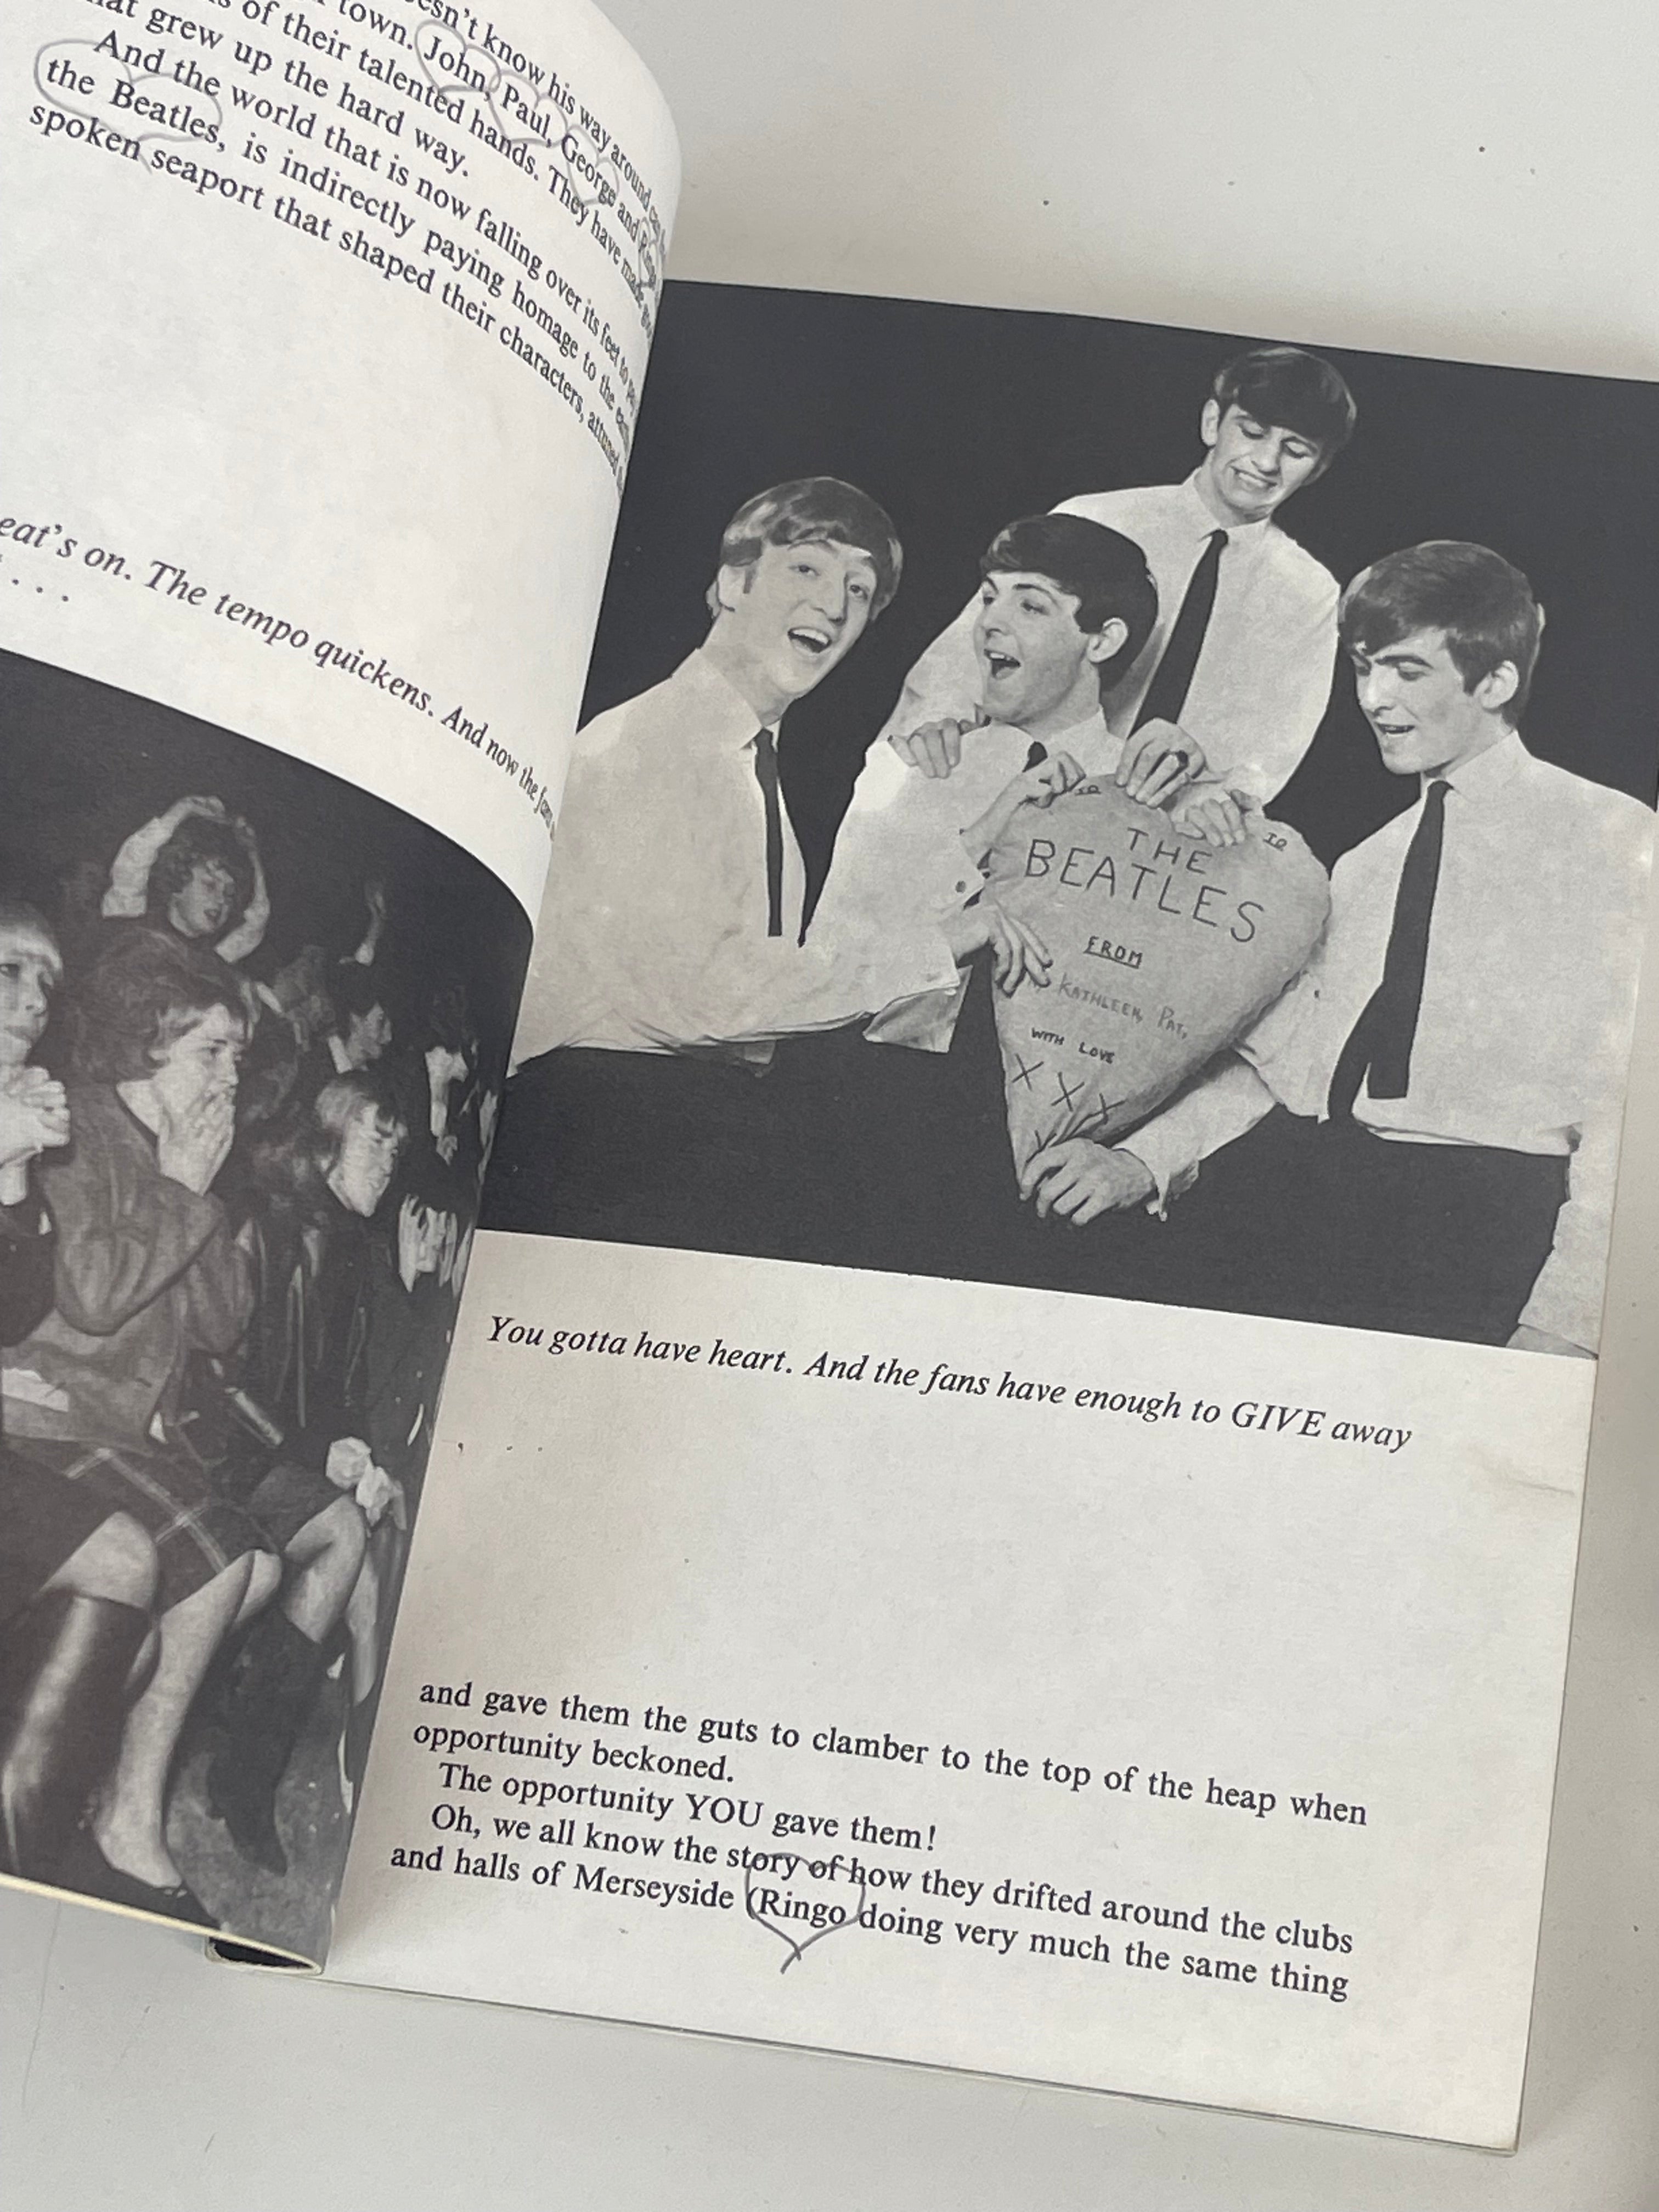 doesn't know his way around
town. John, Paul, George and Ringo
of their talented hands. They have made
that grew up the hard way.
And the world that is now falling over its feet to
the Beatles, is indirectly paying homage to the
spoken seaport that shaped their characters, attuned
eat's on. The tempo quickens. And now the fans
. . .
THE
BEATLES
FROM
KATHLEEN, PAT,
WITH LOVE
X X X
You gotta have heart. And the fans have enough to GIVE away
and gave them the guts to clamber to the top of the heap when
opportunity beckoned.
The opportunity YOU gave them!
Oh, we all know the story of how they drifted around the clubs
and halls of Merseyside (Ringo doing very much the same thing